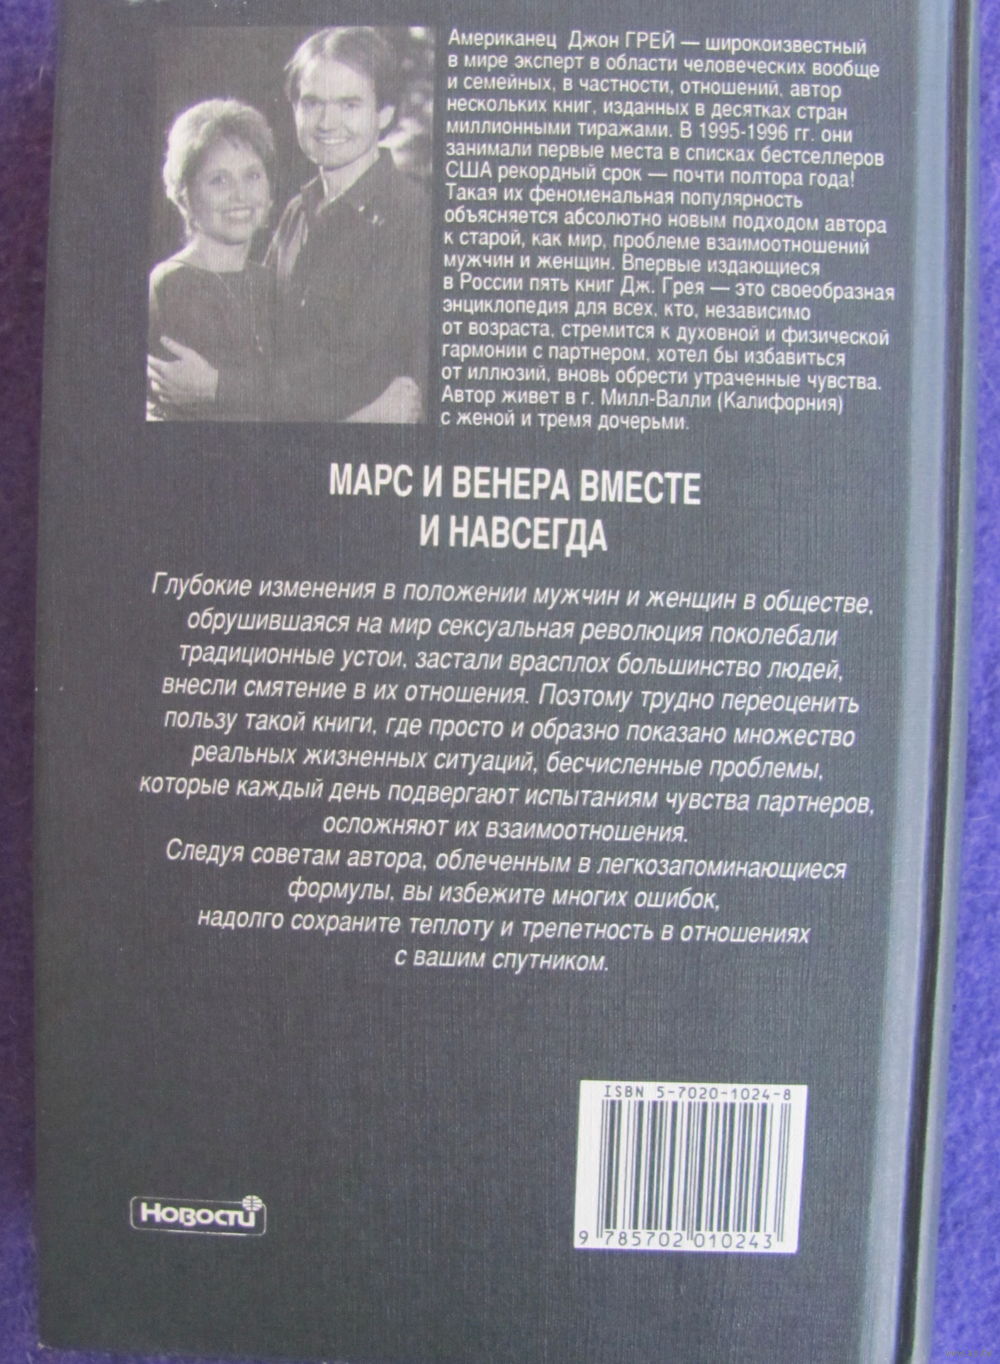 Американец Джон ГРЕЙ — широкоизвестный
в мире эксперт в области человеческих вообще
и семейных, в частности, отношений, автор
нескольких книг, изданных в десятках стран
миллионными тиражами. В 1995-1996 гг. они
занимали первые места в списках бестселлеров
США рекордный срок — почти полтора года!
Такая их феноменальная популярность
объясняется абсолютно новым подходом автора
к старой, как мир, проблеме взаимоотношений
мужчин и женщин. Впервые издающиеся
в России пять книг Дж. Грея — это своеобразная
энциклопедия для всех, кто, независимо
от возраста, стремится к духовной и физической
гармонии с партнером, хотел бы избавиться
от иллюзий, вновь обрести утраченные чувства.
Автор живет в г. Милл-Валли (Калифорния)
с женой и тремя дочерьми.
МАРС И ВЕНЕРА ВМЕСТЕ
И НАВСЕГДА
Глубокие изменения в положении мужчин и женщин в обществе,
обрушившаяся на мир сексуальная революция поколебали
традиционные устои, застали врасплох большинство людей,
внесли смятение в их отношения. Поэтому трудно переоценить
пользу такой книги, где просто и образно показано множество
реальных жизненных ситуаций, бесчисленные проблемы,
которые каждый день подвергают испытаниям чувства партнеров,
осложняют их взаимоотношения.
Следуя советам автора, облеченным в легкозапоминающиеся
формулы, вы избежите многих ошибок,
надолго сохраните теплоту и трепетность в отношениях
с вашим спутником.
ISBN 5-7020-1024-8
9 785702 010243
Новости